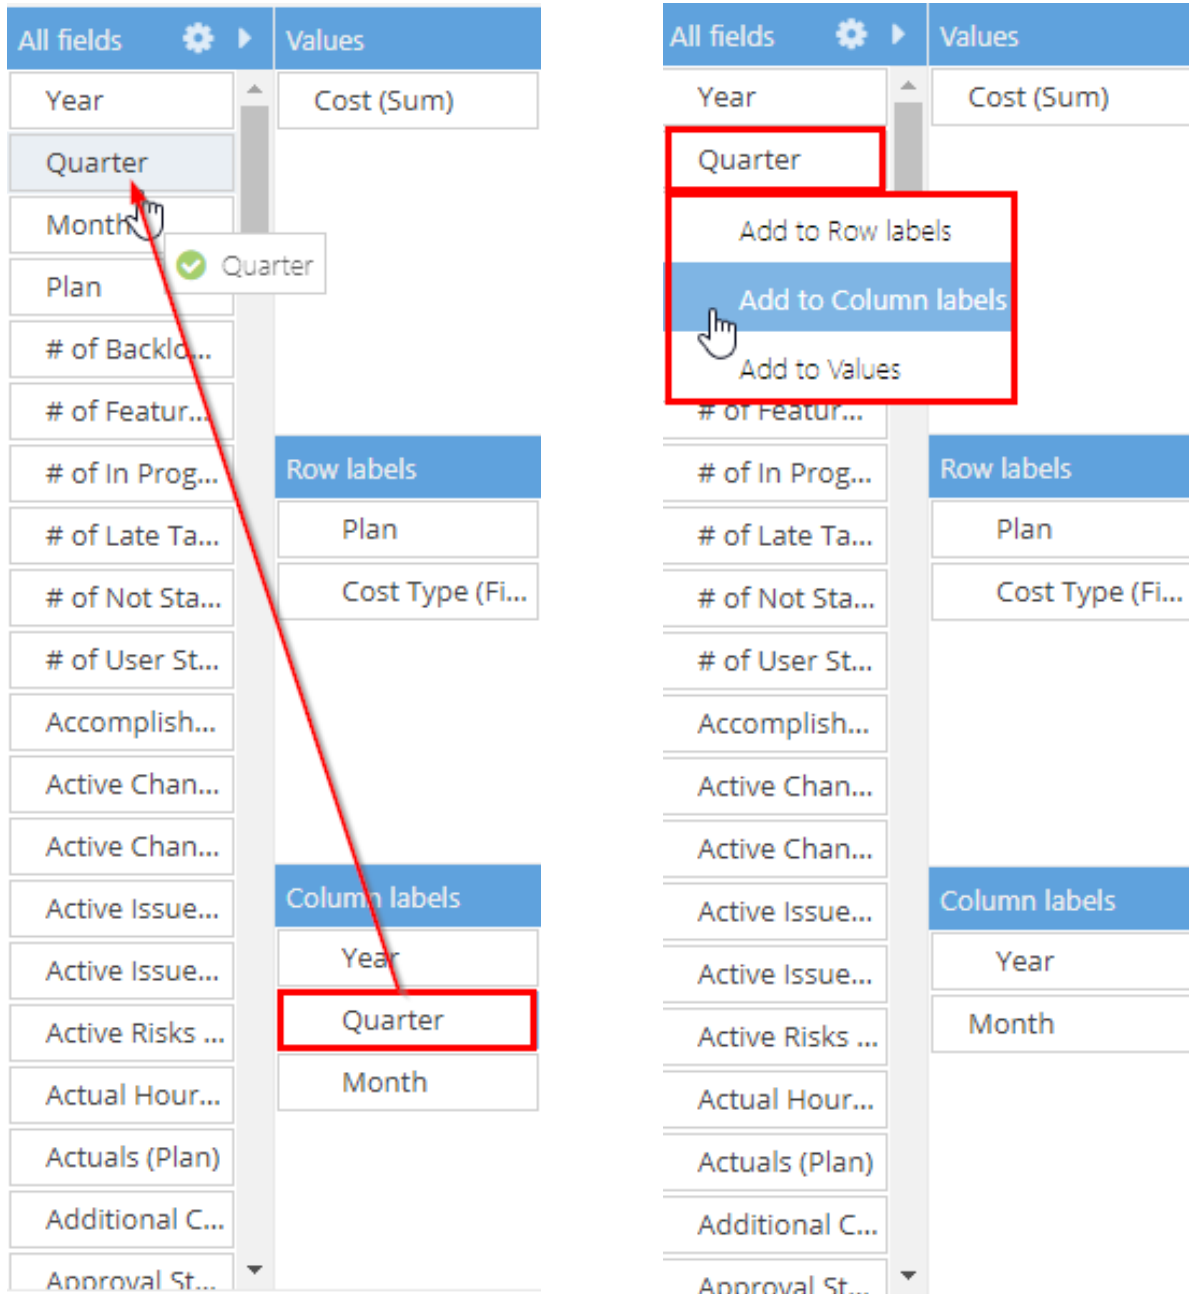 All fields
Year
Quarter
Month
Quarter
Plan
# of Backlo...
# of Featur...
# of In Prog...
# of Late Ta...
# of Not Sta...
# of User St...
Accomplish...
Active Chan...
Active Chan...
Active Issue...
Active Issue...
Active Risks ...
Actual Hour...
Actuals (Plan)
Additional C...
Approval St...
Values
Cost (Sum)
Row labels
Plan
Cost Type (Fi...
Column labels
Year
Quarter
Month
All fields
Year
Quarter
Add to Row labels
Add to Column labels
Add to Values
# of Featur...
# of In Prog...
# of Late Ta...
# of Not Sta...
# of User St...
Accomplish...
Active Chan...
Active Chan...
Active Issue...
Active Issue...
Active Risks ...
Actual Hour...
Actuals (Plan)
Additional C...
Approval St...
Values
Cost (Sum)
Row labels
Plan
Cost Type (Fi...
Column labels
Year
Month